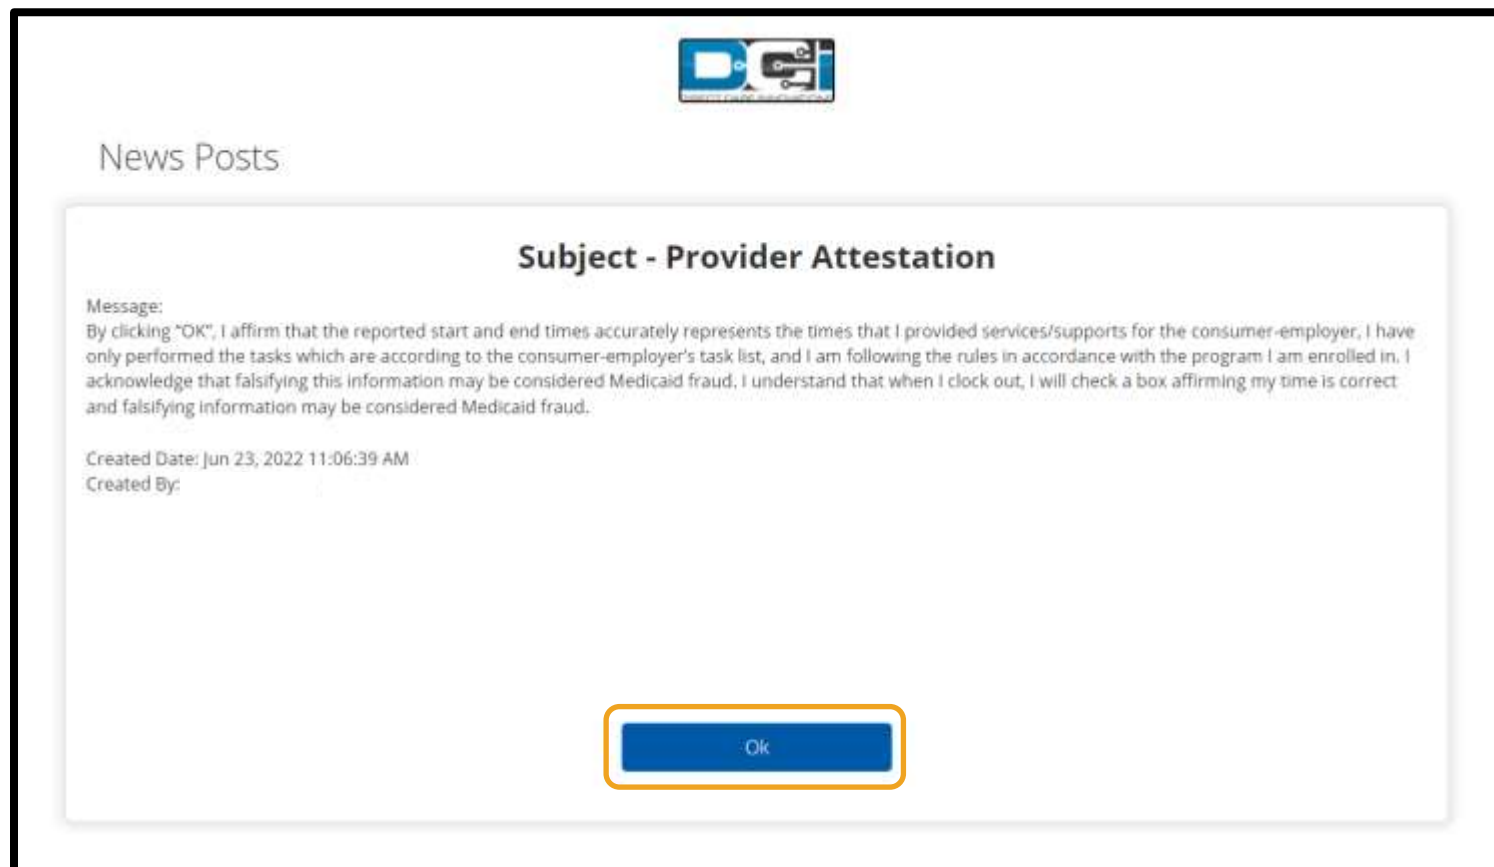 DCi
DIRECT CARE INNOVATIONS
News Posts
Subject - Provider Attestation
Message:
By clicking "OK", I affirm that the reported start and end times accurately represents the times that I provided services/supports for the consumer-employer, I have
only performed the tasks which are according to the consumer-employer's task list, and I am following the rules in accordance with the program I am enrolled in. I
acknowledge that falsifying this information may be considered Medicaid fraud. I understand that when I clock out, I will check a box affirming my time is correct
and falsifying information may be considered Medicaid fraud.
Created Date: Jun 23, 2022 11:06:39 AM
Created By:
Ok